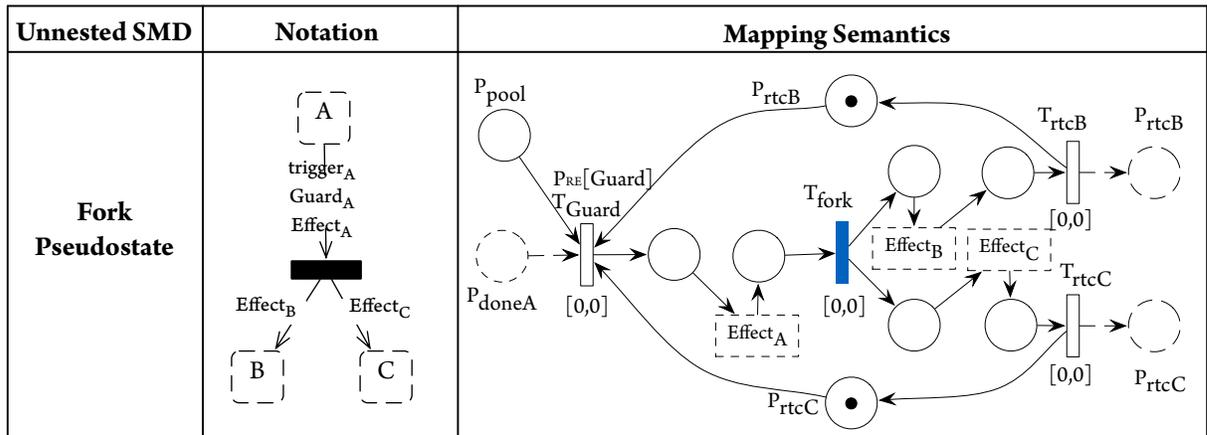 Unnested SMD
Notation
Mapping Semantics
Fork
Pseudostate
A
triggerA
GuardA
EffectA
EffectB
EffectC
B
C
Ppool
PrtcB
PRE[Guard]
TGuard
PdoneA
[0,0]
EffectA
Tfork
[0,0]
EffectB
EffectC
TrtcB
[0,0]
PrtcB
TrtcC
[0,0]
PrtcC
PrtcC